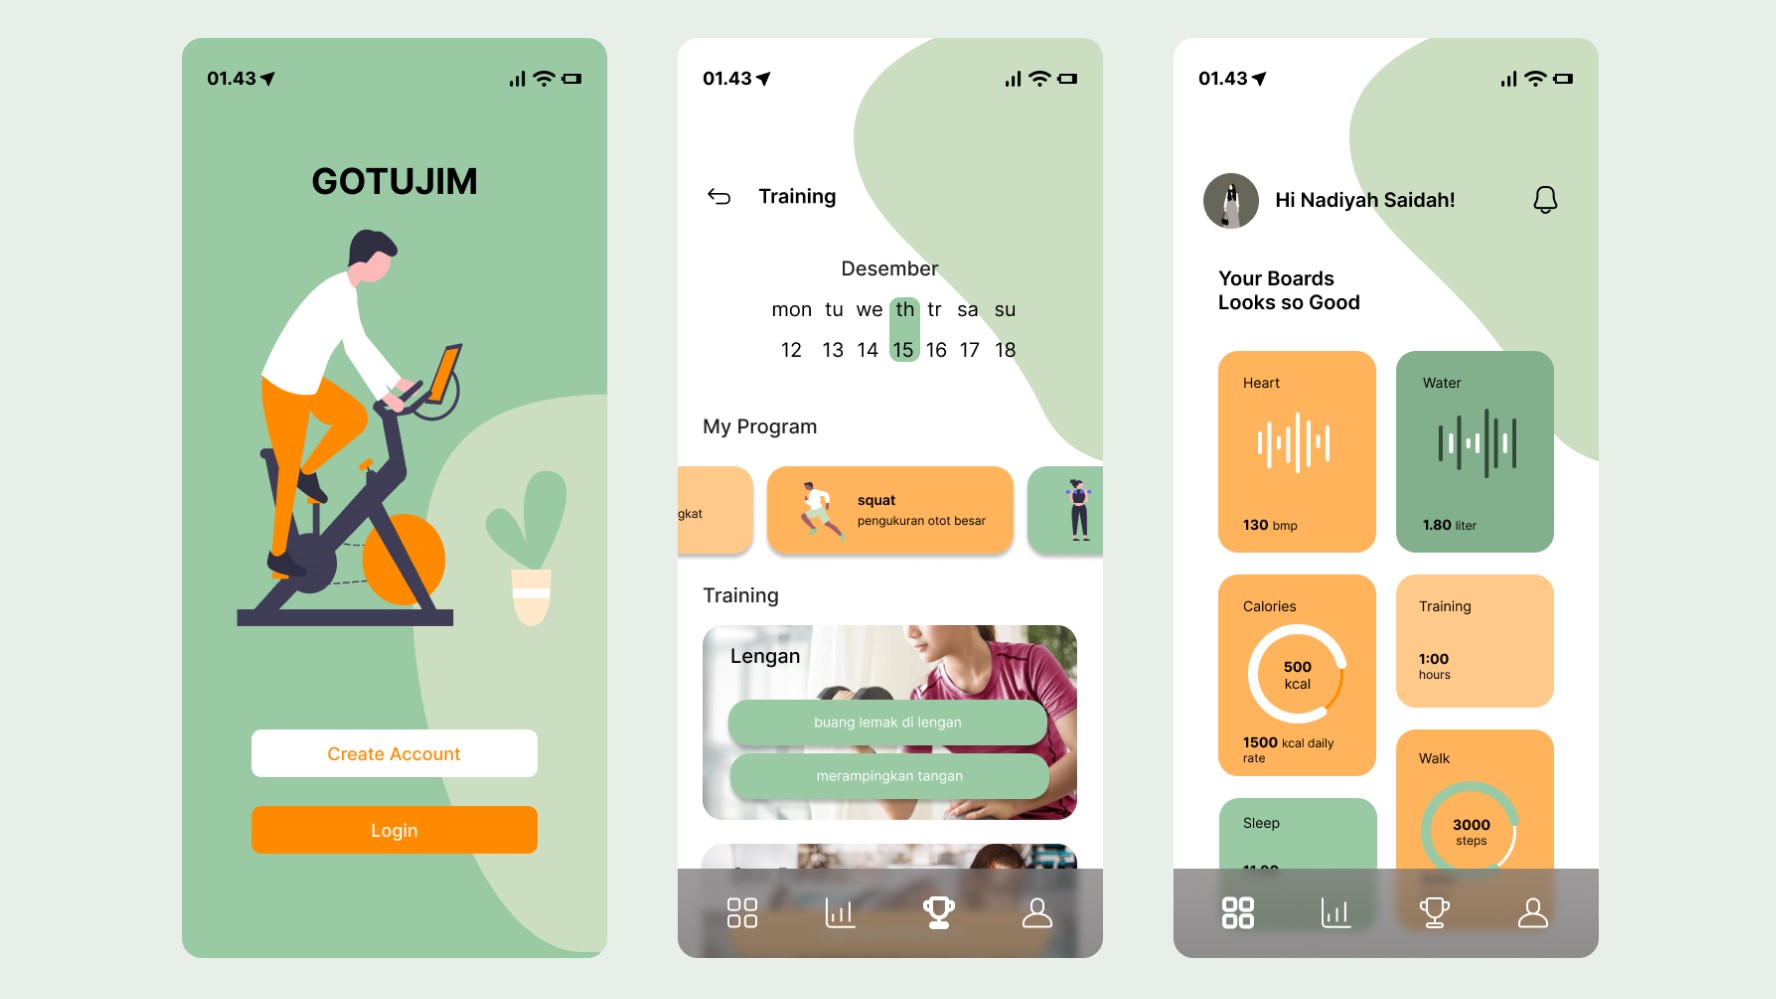 01.43
GOTUJIM
Create Account
Login
01.43
Training
Desember
mon tu we th tr sa su
12 13 14 15 16 17 18
My Program
gkat
squat
pengukuran otot besar
Training
Lengan
buang lemak di lengan
merampingkan tangan
01.43
Hi Nadiyah Saidah!
Your Boards
Looks so Good
Heart
130 bmp
Water
1.80 liter
Calories
500
kcal
1500 kcal daily
rate
Training
1:00
hours
Walk
3000
steps
Sleep